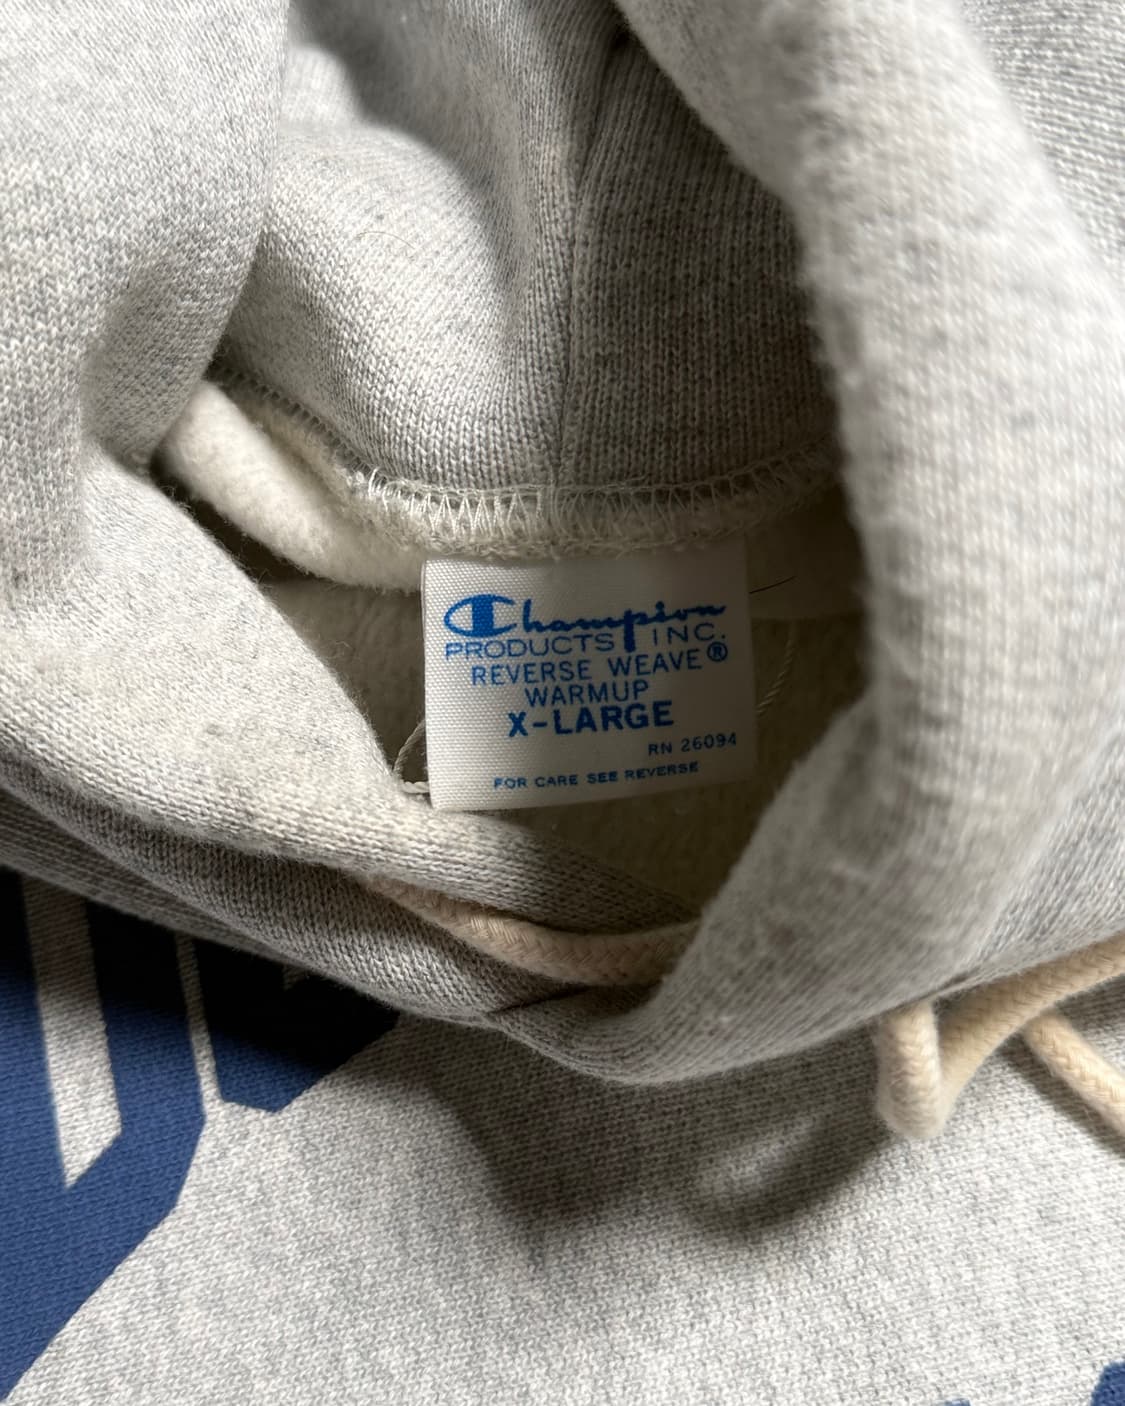 Champion
PRODUCTS INC.
REVERSE WEAVE®
WARMUP
X-LARGE
RN 26094
FOR CARE SEE REVERSE